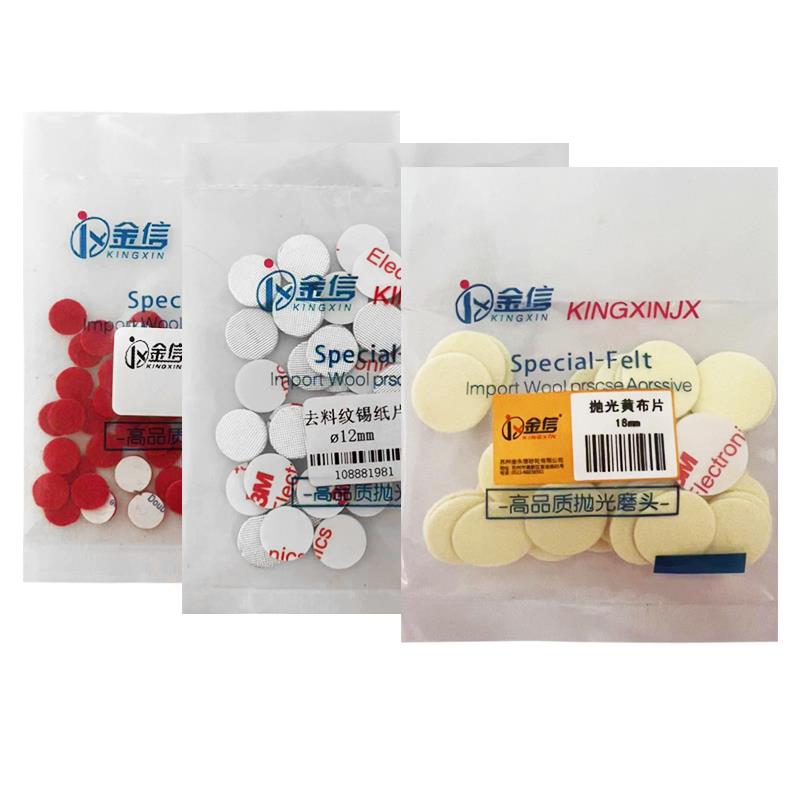 金信
KINGXIN
Spec
Import Wool
金信
KINGXIN
-高品质
Doub
金信
KINGXIN
Elec
KINGX
Special
Import Wool prsc
去料纹锡纸片
ø12mm
108881981
-高品质抛光
3M
nics
金信
KINGXIN
KINGXINJX
Special-Felt
Import Wool prscse Aorssive
金信
KINGXIN
抛光黄布片
18mm
Electroni
-高品质抛光磨头-